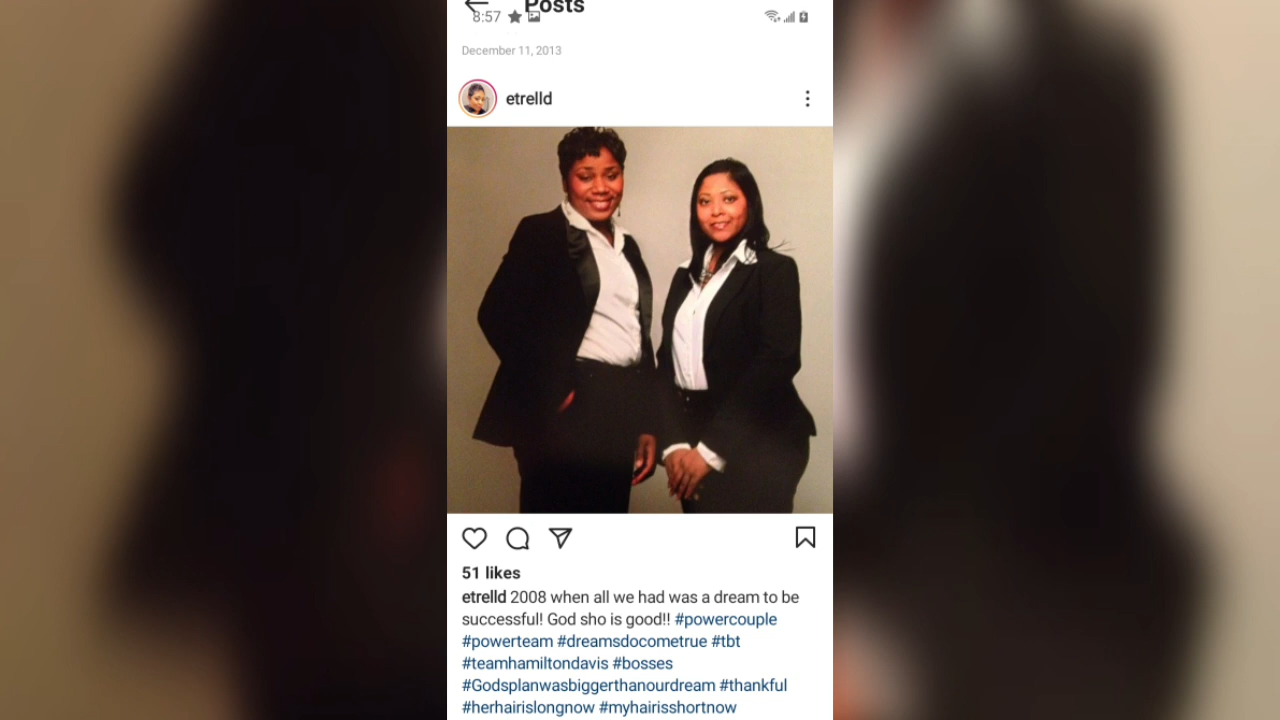 Posts
8:57
December 11, 2013
etrelld
51 likes
etrelld 2008 when all we had was a dream to be
successful! God sho is good!! #powercouple
#powerteam #dreamsdocometrue #tbt
#teamhamiltondavis #bosses
#Godsplanwasbiggerthanourdream #thankful
#herhairislongnow #myhairisshortnow